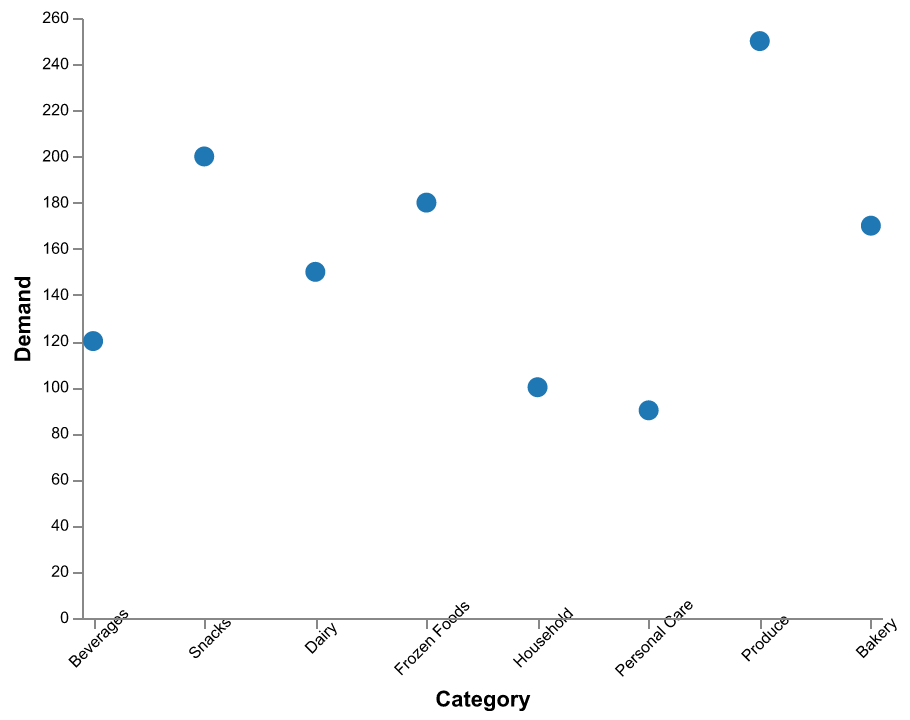 260
240
220
200
180
160
140
120
100
80
60
40
20
0
Demand
Beverages
Snacks
Dairy
Frozen Foods
Household
Personal Care
Produce
Bakery
Category